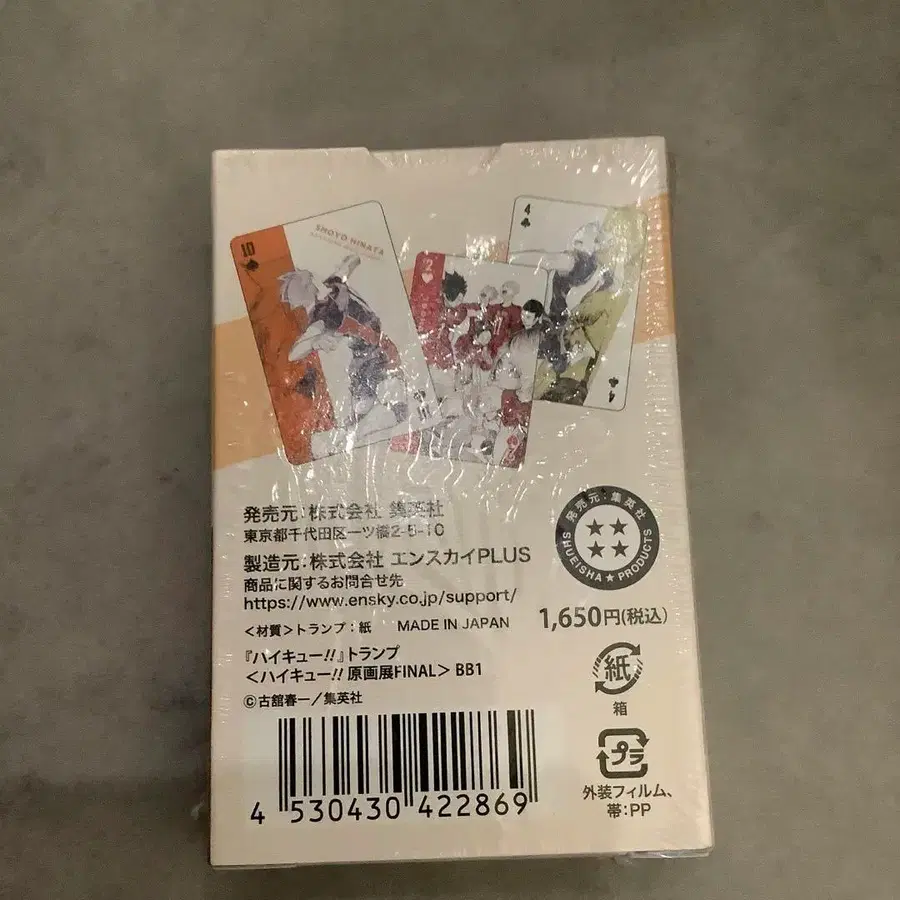 10
SHOYO HINATA
2
4
4
2
発売元:株式会社 集英社
東京都千代田区一ツ橋2-5-10
製造元:株式会社 エンスカイPLUS
商品に関するお問合せ先
https://www.ensky.co.jp/support/
発売元:集英社
SHUEISHA★PRODUCTS
<材質>トランプ:紙 MADE IN JAPAN
1,650円(税込)
『ハイキュー!!』トランプ
<ハイキュー!! 原画展FINAL> BB1
©古舘春一/集英社
紙
箱
プラ
外装フィルム、
帯:PP
4 530430 422869